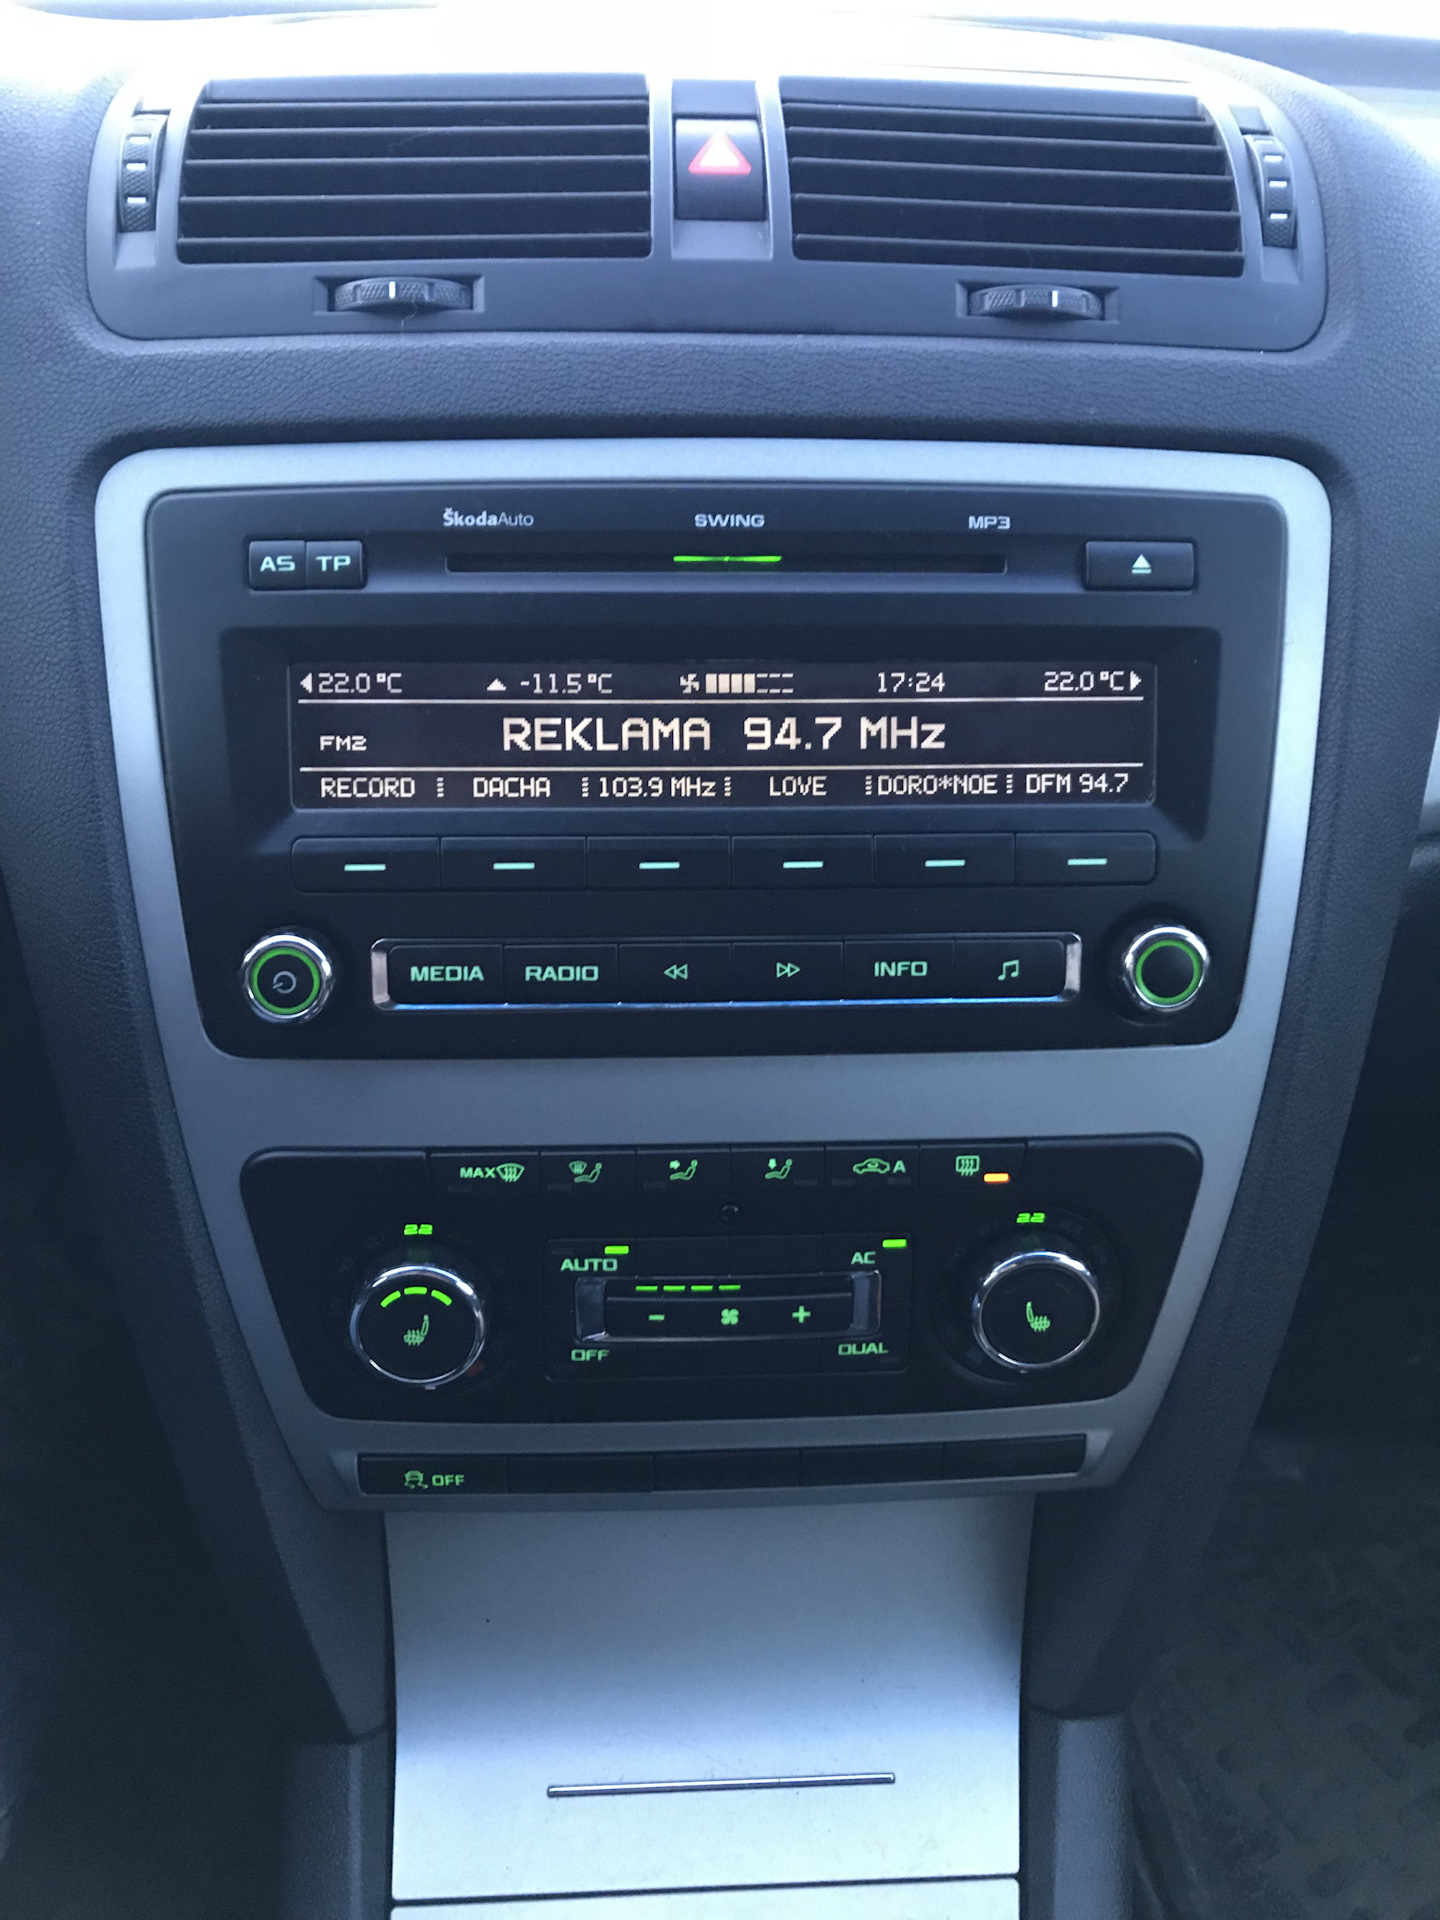 ŠkodaAuto SWING MP3
AS TP
22.0 °C -11.5 °C 17:24 22.0 °C
FM2 REKLAMA 94.7 MHz
RECORD DACHA 103.9 MHz LOVE DORO*NOE DFM 94.7
MEDIA RADIO INFO
MAX A
22 22
AUTO AC
OFF DUAL
OFF